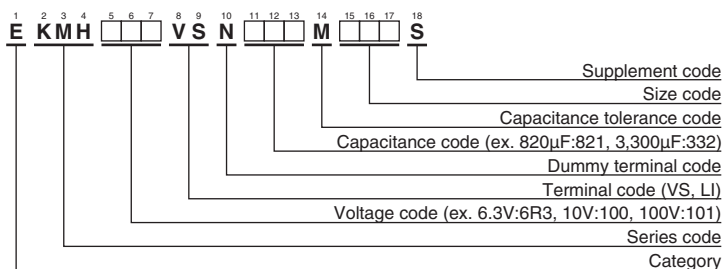 1 2 3 4 5 6 7 8 9 10 11 12 13 14 15 16 17 18
E KMH VS N M S
Supplement code
Size code
Capacitance tolerance code
Capacitance code (ex. 820µF:821, 3,300µF:332)
Dummy terminal code
Terminal code (VS, LI)
Voltage code (ex. 6.3V:6R3, 10V:100, 100V:101)
Series code
Category